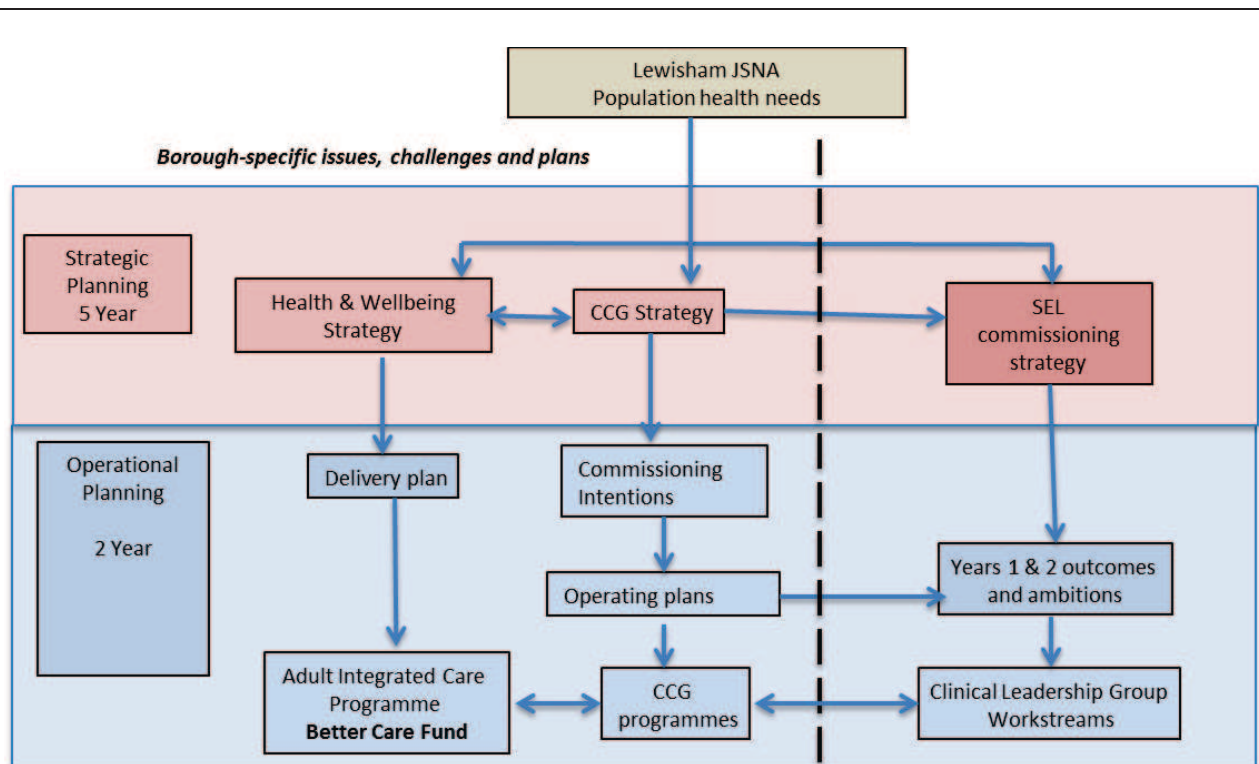 Lewisham JSNA
Population health needs
Borough-specific issues, challenges and plans
Strategic
Planning
5 Year
Health & Wellbeing
Strategy
CCG Strategy
SEL
commissioning
strategy
Operational
Planning
2 Year
Delivery plan
Commissioning
Intentions
Operating plans
Years 1 & 2 outcomes
and ambitions
Adult Integrated Care
Programme
Better Care Fund
CCG
programmes
Clinical Leadership Group
Workstreams